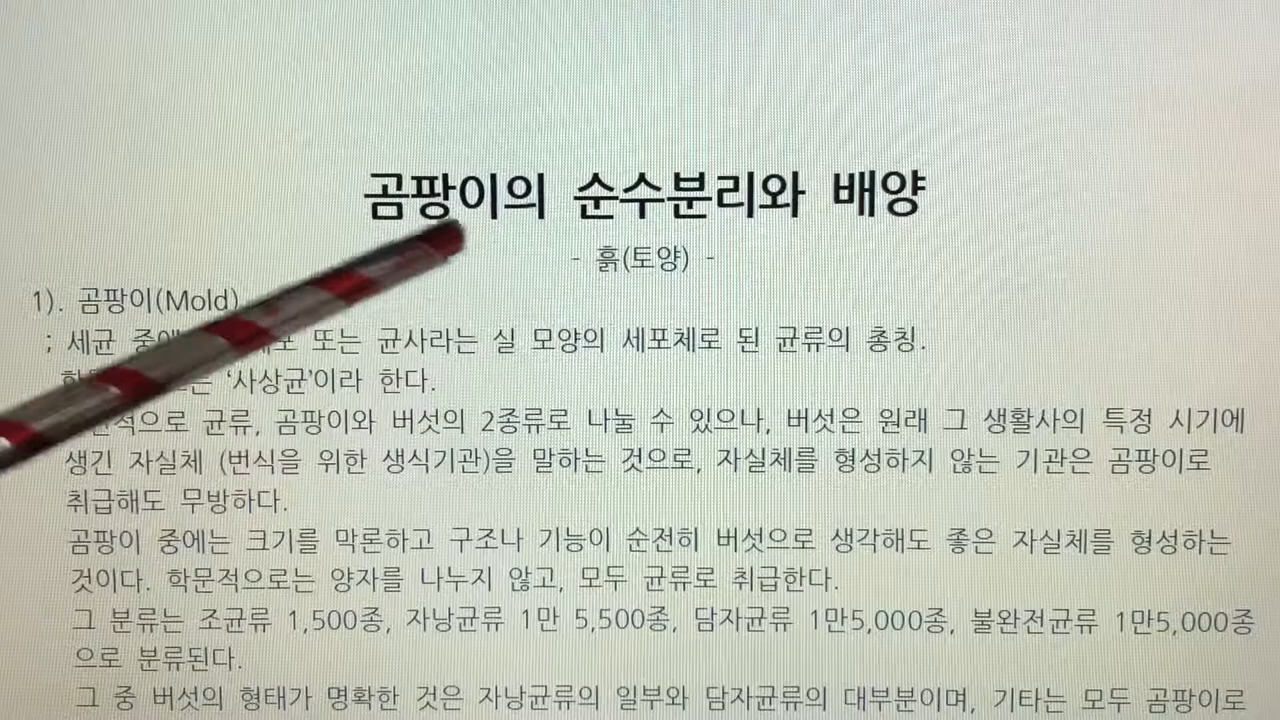 곰팡이의 순수분리와 배양
- 흙(토양) -
1). 곰팡이(Mold)
; 세균 또는 균사라는 실 모양의 세포체로 된 균류의 총칭.
‘사상균’이라 한다.
균류, 곰팡이와 버섯의 2종류로 나눌 수 있으나, 버섯은 원래 그 생활사의 특정 시기에
생긴 자실체 (번식을 위한 생식기관)을 말하는 것으로, 자실체를 형성하지 않는 기관은 곰팡이로
취급해도 무방하다.
곰팡이 중에는 크기를 막론하고 구조나 기능이 순전히 버섯으로 생각해도 좋은 자실체를 형성하는
것이다. 학문적으로는 양자를 나누지 않고, 모두 균류로 취급한다.
그 분류는 조균류 1,500종, 자낭균류 1만 5,500종, 담자균류 1만5,000종, 불완전균류 1만5,000종
으로 분류된다.
그 중 버섯의 형태가 명확한 것은 자낭균류의 일부와 담자균류의 대부분이며, 기타는 모두 곰팡이로